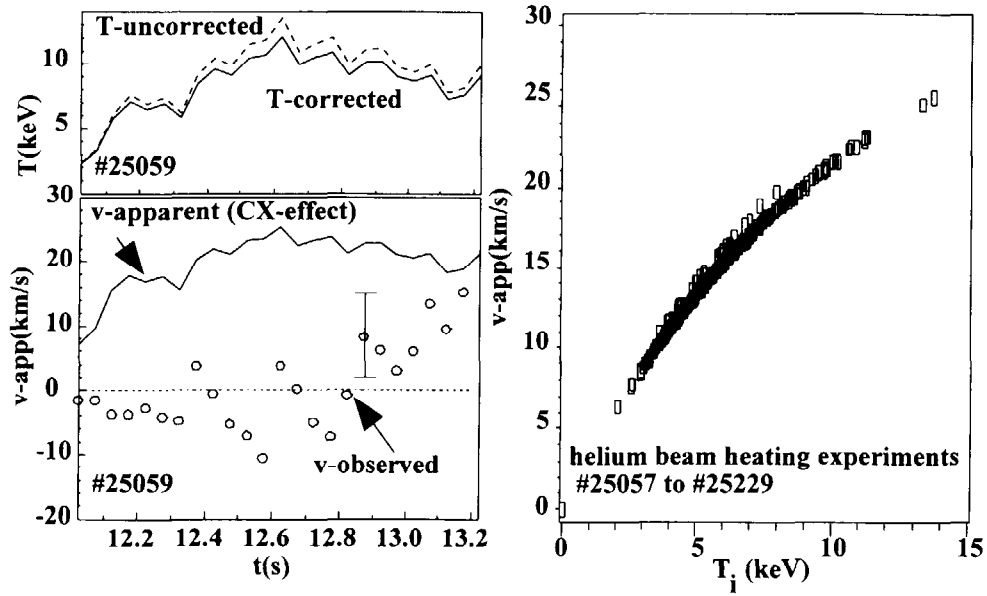 T-uncorrected
T-corrected
#25059
T(keV)
10
5
30
v-apparent (CX-effect)
v-observed
#25059
v-app(km/s)
20
10
0
-10
-20
12.2 12.4 12.6 12.8 13.0 13.2
t(s)
30
25
20
15
10
5
0
v-app(km/s)
helium beam heating experiments
#25057 to #25229
0 5 10 15
Ti (keV)